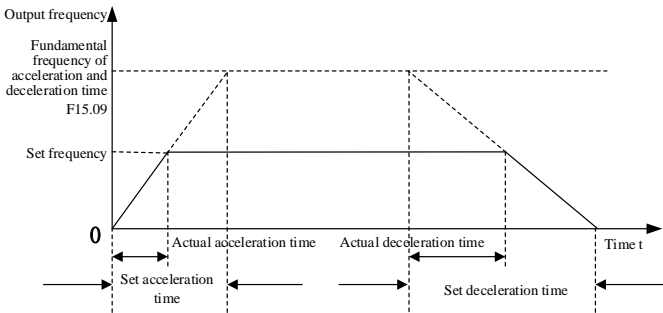 Output frequency
Fundamental
frequency of
acceleration and
deceleration time
F15.09
Set frequency
0
Time t
Actual acceleration time
Actual deceleration time
Set acceleration
time
Set deceleration time